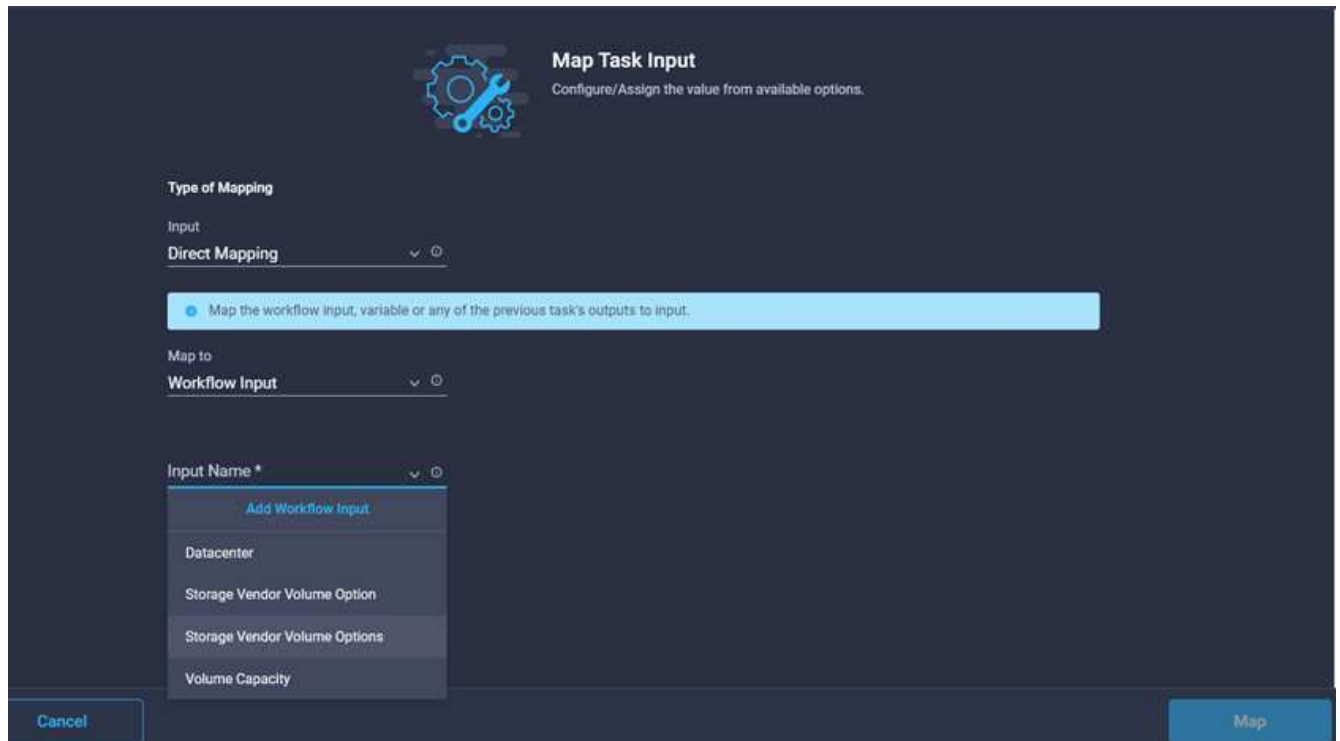 Map Task Input
Configure/Assign the value from available options.
Type of Mapping
Input
Direct Mapping
Map the workflow input, variable or any of the previous task's outputs to input.
Map to
Workflow Input
Input Name *
Add Workflow Input
Datacenter
Storage Vendor Volume Option
Storage Vendor Volume Options
Volume Capacity
Cancel
Map